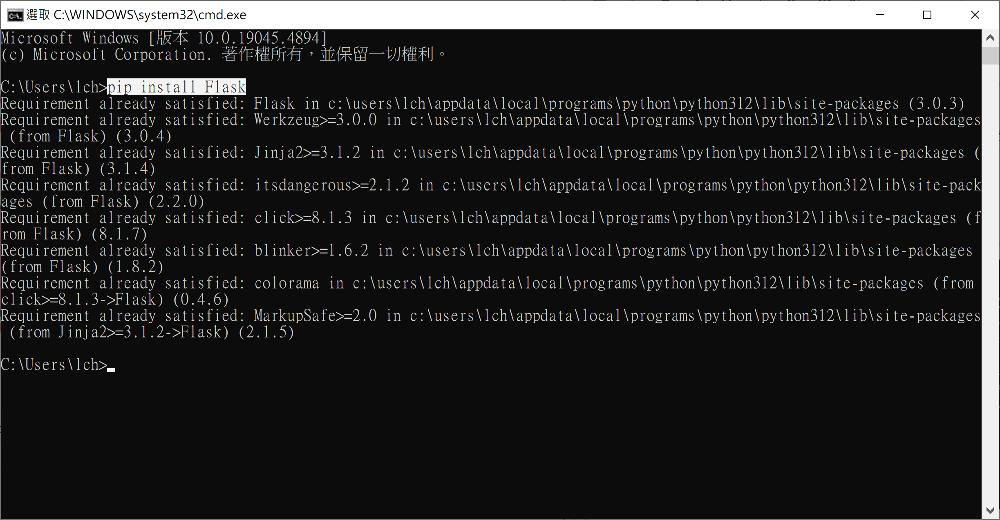 選取 C:\WINDOWS\system32\cmd.exe
Microsoft Windows [版本 10.0.19045.4894]
(c) Microsoft Corporation. 著作權所有，並保留一切權利。
C:\Users\lch>pip install Flask
Requirement already satisfied: Flask in c:\users\lch\appdata\local\programs\python\python312\lib\site-packages (3.0.3)
Requirement already satisfied: Werkzeug>=3.0.0 in c:\users\lch\appdata\local\programs\python\python312\lib\site-packages
 (from Flask) (3.0.4)
Requirement already satisfied: Jinja2>=3.1.2 in c:\users\lch\appdata\local\programs\python\python312\lib\site-packages (
from Flask) (3.1.4)
Requirement already satisfied: itsdangerous>=2.1.2 in c:\users\lch\appdata\local\programs\python\python312\lib\site-pack
ages (from Flask) (2.2.0)
Requirement already satisfied: click>=8.1.3 in c:\users\lch\appdata\local\programs\python\python312\lib\site-packages (f
rom Flask) (8.1.7)
Requirement already satisfied: blinker>=1.6.2 in c:\users\lch\appdata\local\programs\python\python312\lib\site-packages
(from Flask) (1.8.2)
Requirement already satisfied: colorama in c:\users\lch\appdata\local\programs\python\python312\lib\site-packages (from
click>=8.1.3->Flask) (0.4.6)
Requirement already satisfied: MarkupSafe>=2.0 in c:\users\lch\appdata\local\programs\python\python312\lib\site-packages
 (from Jinja2>=3.1.2->Flask) (2.1.5)
C:\Users\lch>